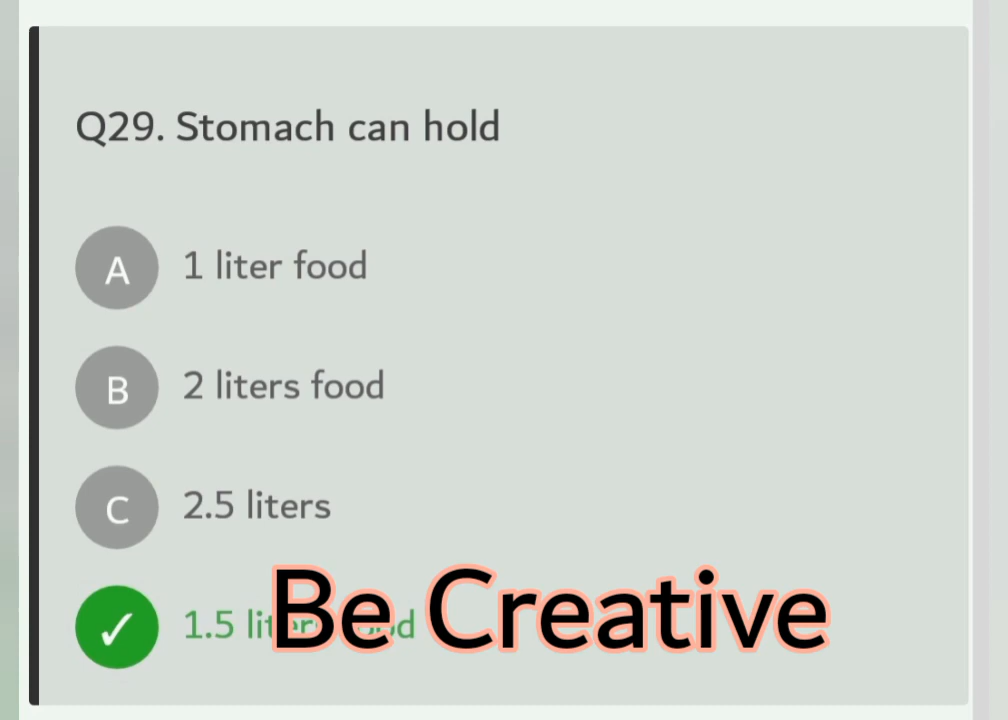 Q29. Stomach can hold
A 1 liter food
B 2 liters food
C 2.5 liters
✓ 1.5
Be Creative